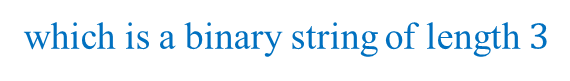 which is a binary string of length 3